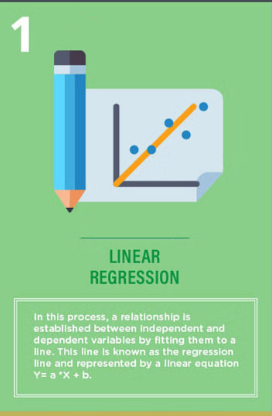 1
LINEAR
REGRESSION
In this process, a relationship is
established between independent and
dependent variables by fitting them to a
line. This line is known as the regression
line and represented by a linear equation
Y= a *X + b.